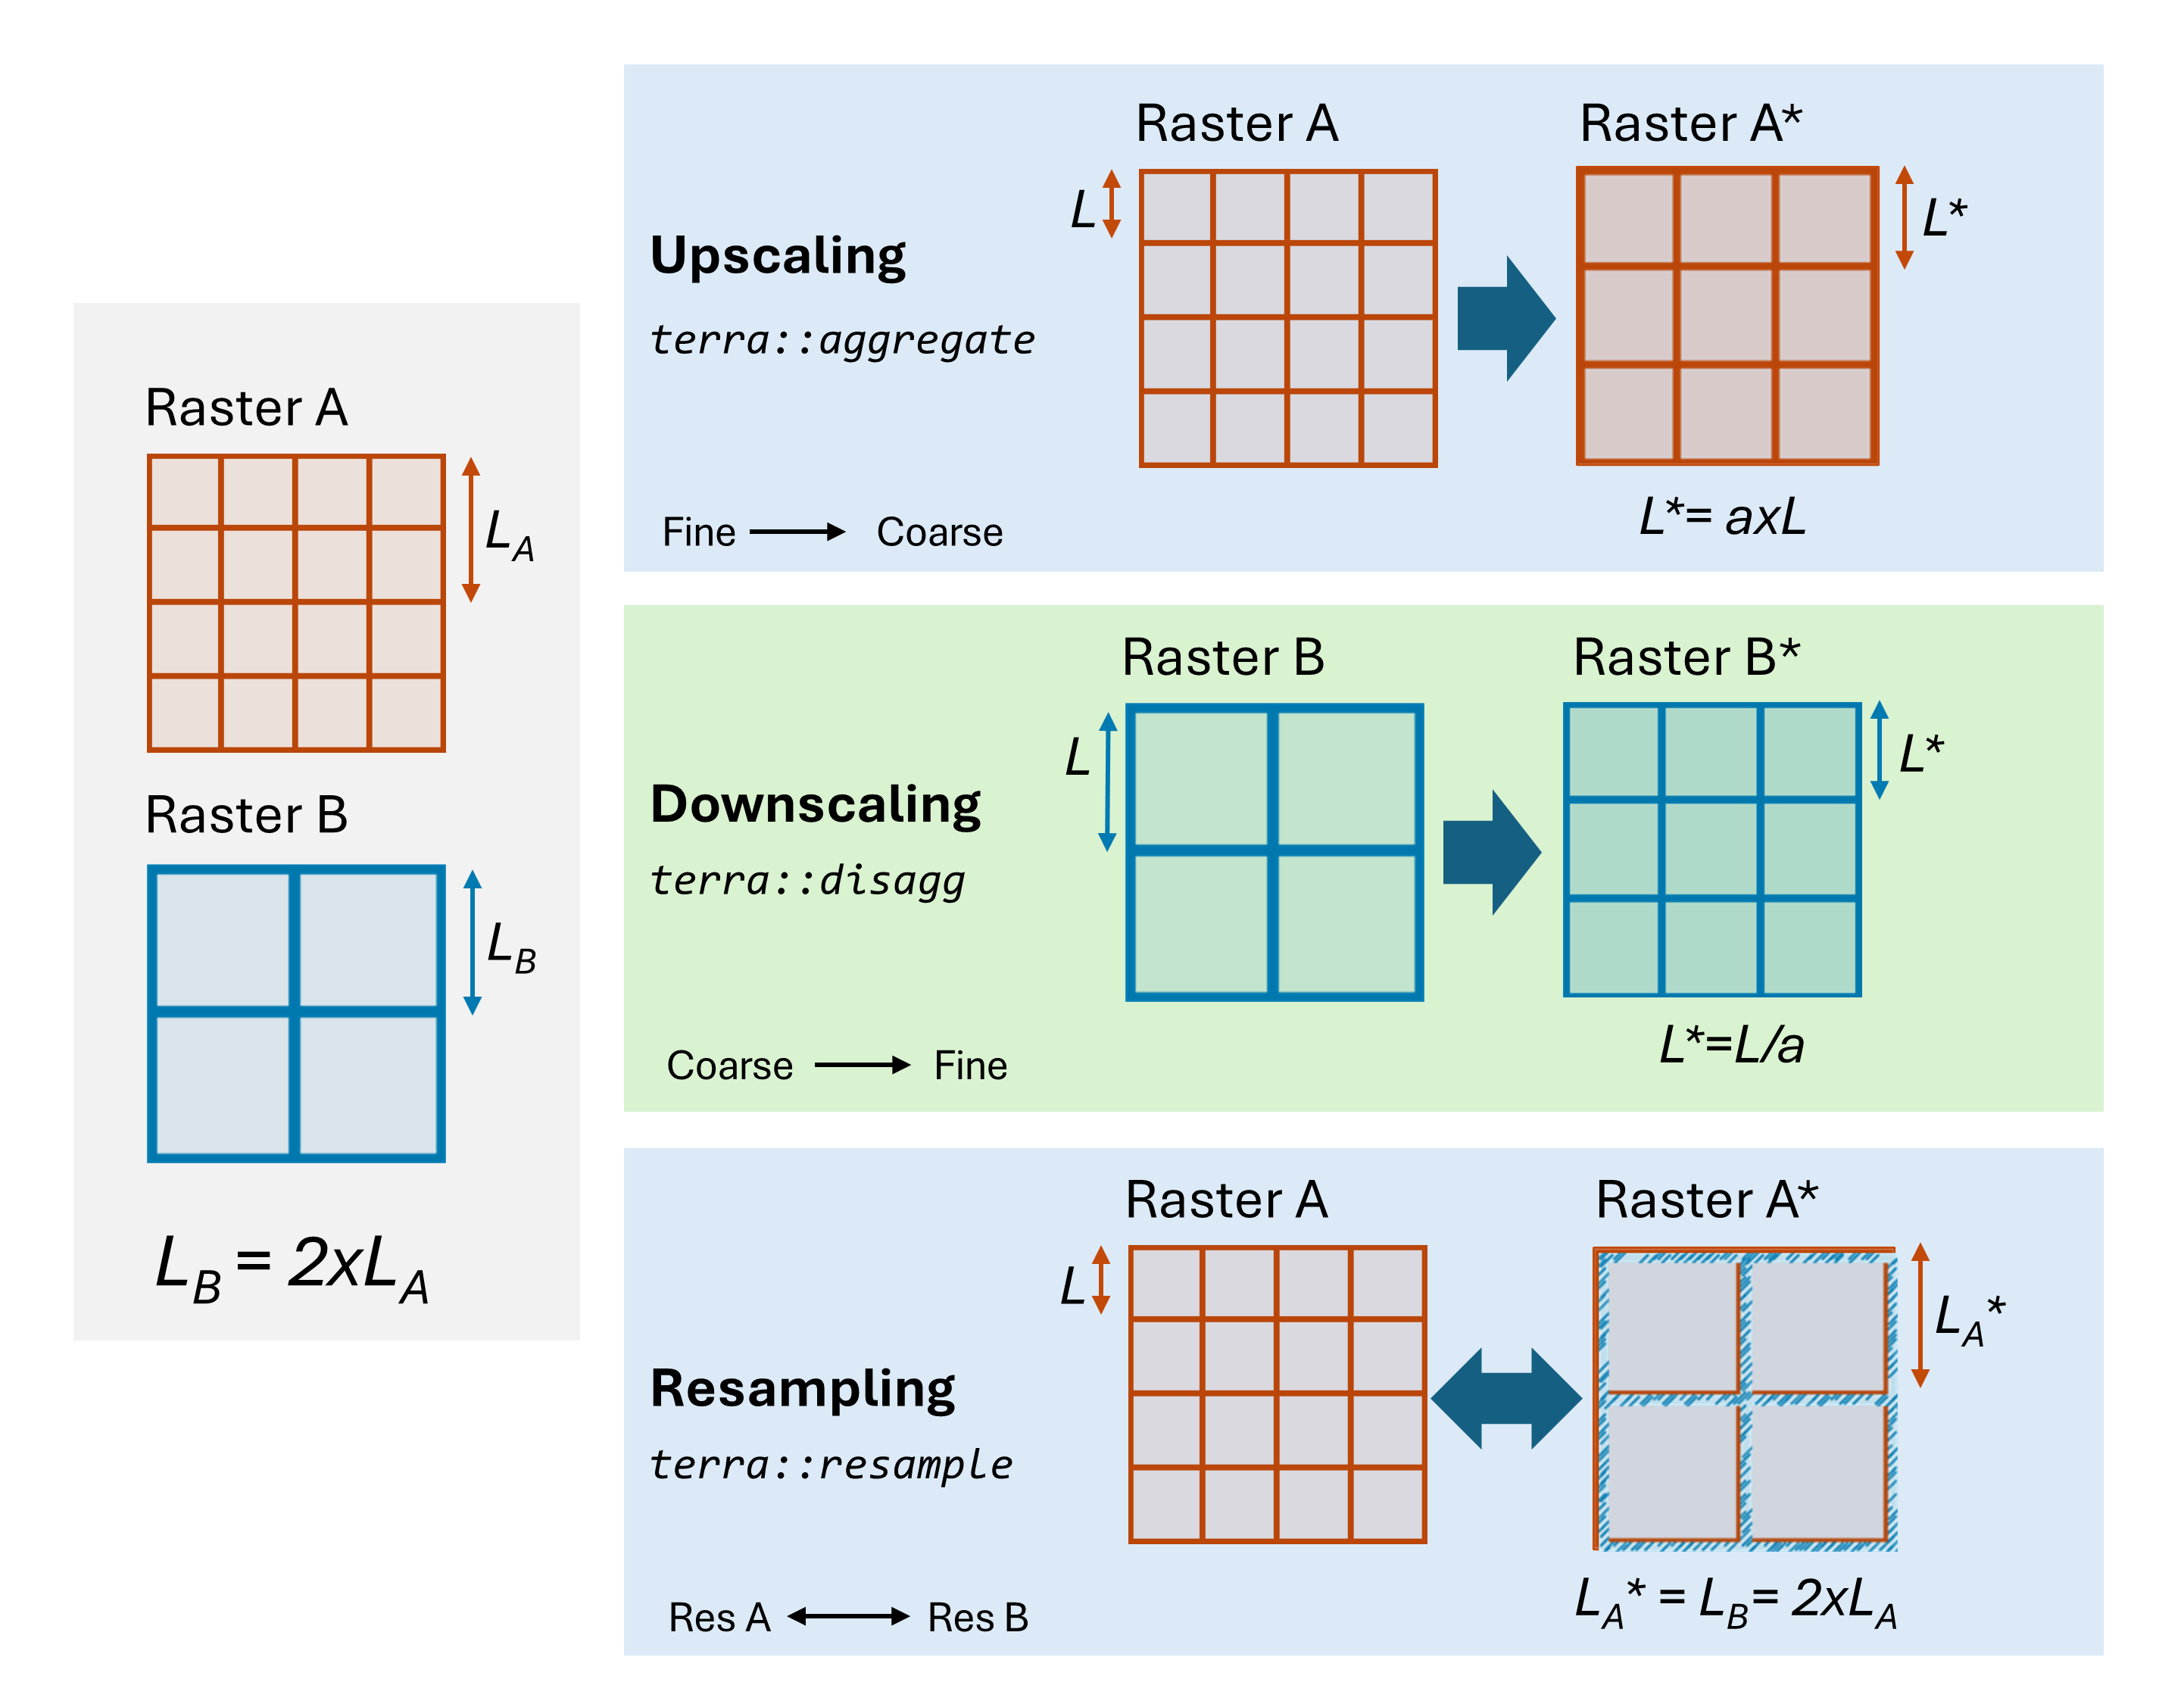 Raster A
L_A
Raster B
L_B
L_B = 2xL_A
Upscaling
terra::aggregate
Fine
Coarse
Raster A
L
Raster A*
L*
L*= axL
Downscaling
terra::disagg
Coarse
Fine
Raster B
L
Raster B*
L*
L*=L/a
Resampling
terra::resample
Res A
Res B
Raster A
L
Raster A*
L_A*
L_A* = L_B= 2xL_A